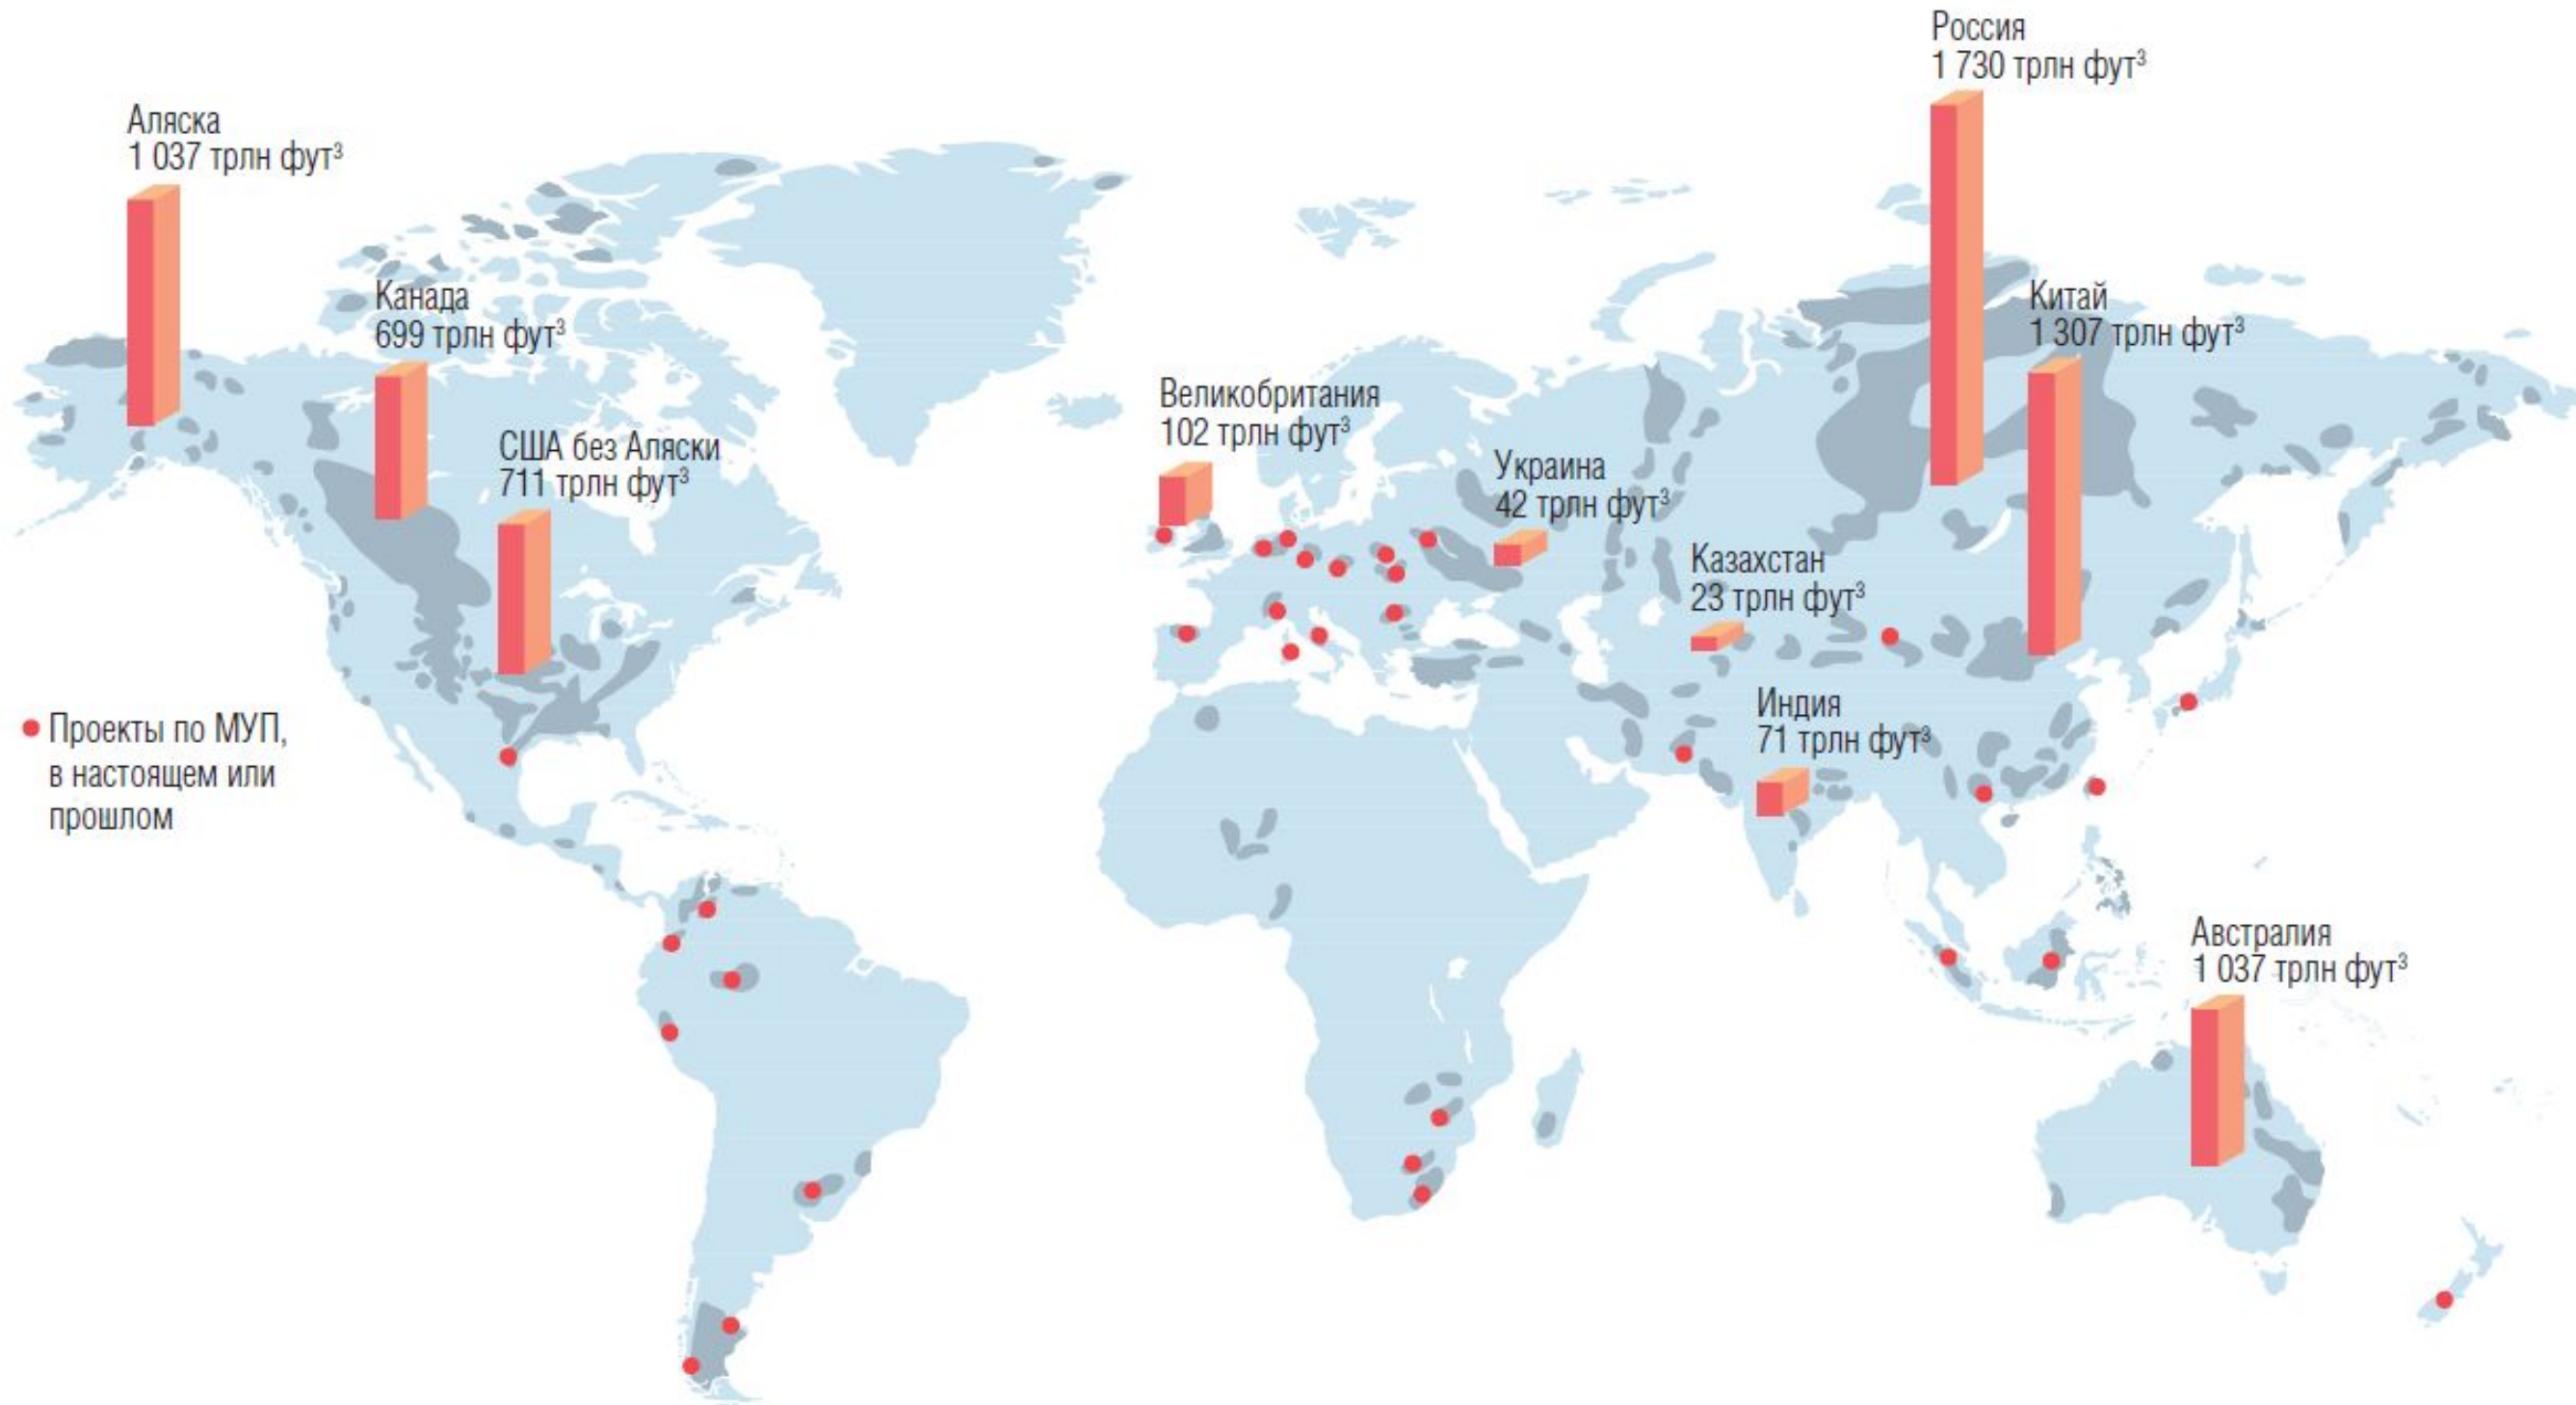 Россия
1 730 трлн фут³
Аляска
1 037 трлн фут³
Канада
699 трлн фут³
Китай
1 307 трлн фут³
Великобритания
102 трлн фут³
США без Аляски
711 трлн фут³
Украина
42 трлн фут³
Казахстан
23 трлн фут³
Индия
71 трлн фут³
Проекты по МУП,
в настоящем или
прошлом
Австралия
1 037 трлн фут³